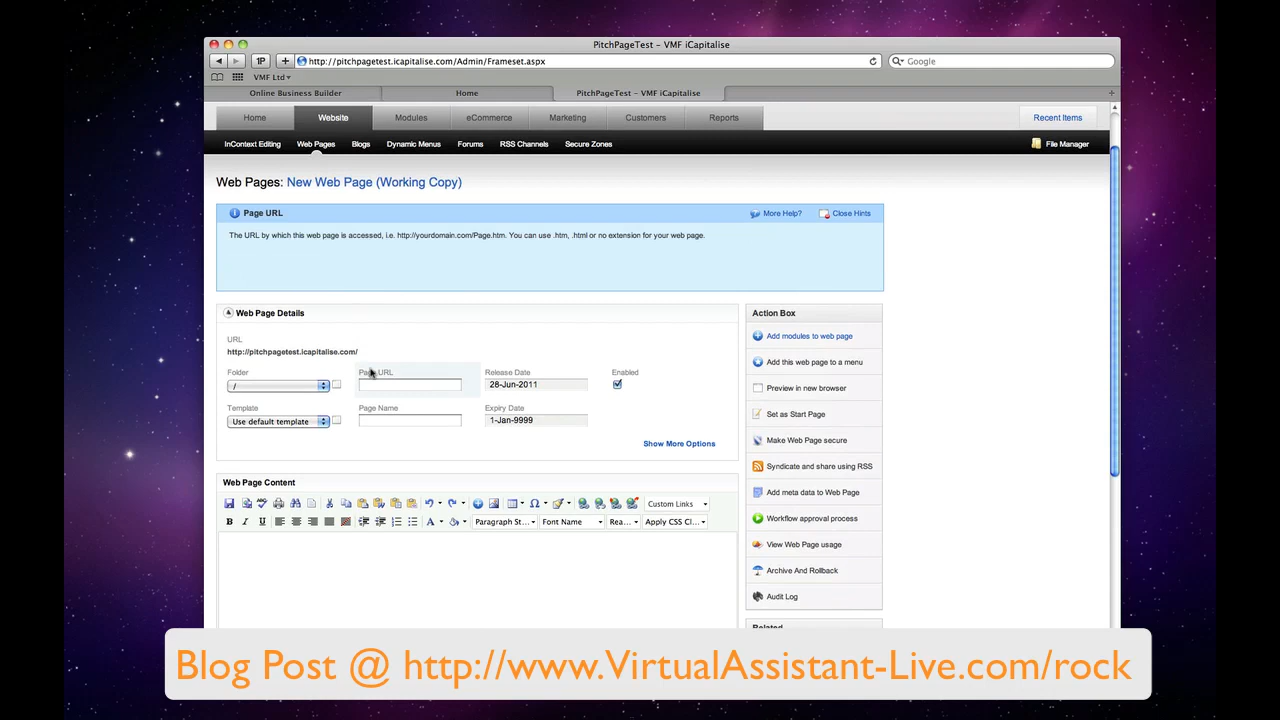 PitchPageTest – VMF iCapitalise
1P
http://pitchpagetest.icapitalise.com/Admin/Frameset.aspx
Google
VMF Ltd
Online Business Builder
Home
PitchPageTest – VMF iCapitalise
Home Website Modules eCommerce Marketing Customers Reports
Recent Items
InContext Editing Web Pages Blogs Dynamic Menus Forums RSS Channels Secure Zones
File Manager
Web Pages: New Web Page (Working Copy)
Page URL
More Help?
Close Hints
The URL by which this web page is accessed, i.e. http://yourdomain.com/Page.htm. You can use .htm, .html or no extension for your web page.
Web Page Details
URL
http://pitchpagetest.icapitalise.com/
Folder Page URL Release Date Enabled
/ 28-Jun-2011
Template Page Name Expiry Date
Use default template 1-Jan-9999
Show More Options
Web Page Content
Custom Links
B I U A Paragraph St... Font Name Rea... Apply CSS Cl...
Action Box
Add modules to web page
Add this web page to a menu
Preview in new browser
Set as Start Page
Make Web Page secure
Syndicate and share using RSS
Add meta data to Web Page
Workflow approval process
View Web Page usage
Archive And Rollback
Audit Log
Related
Blog Post @ http://www.VirtualAssistant-Live.com/rock